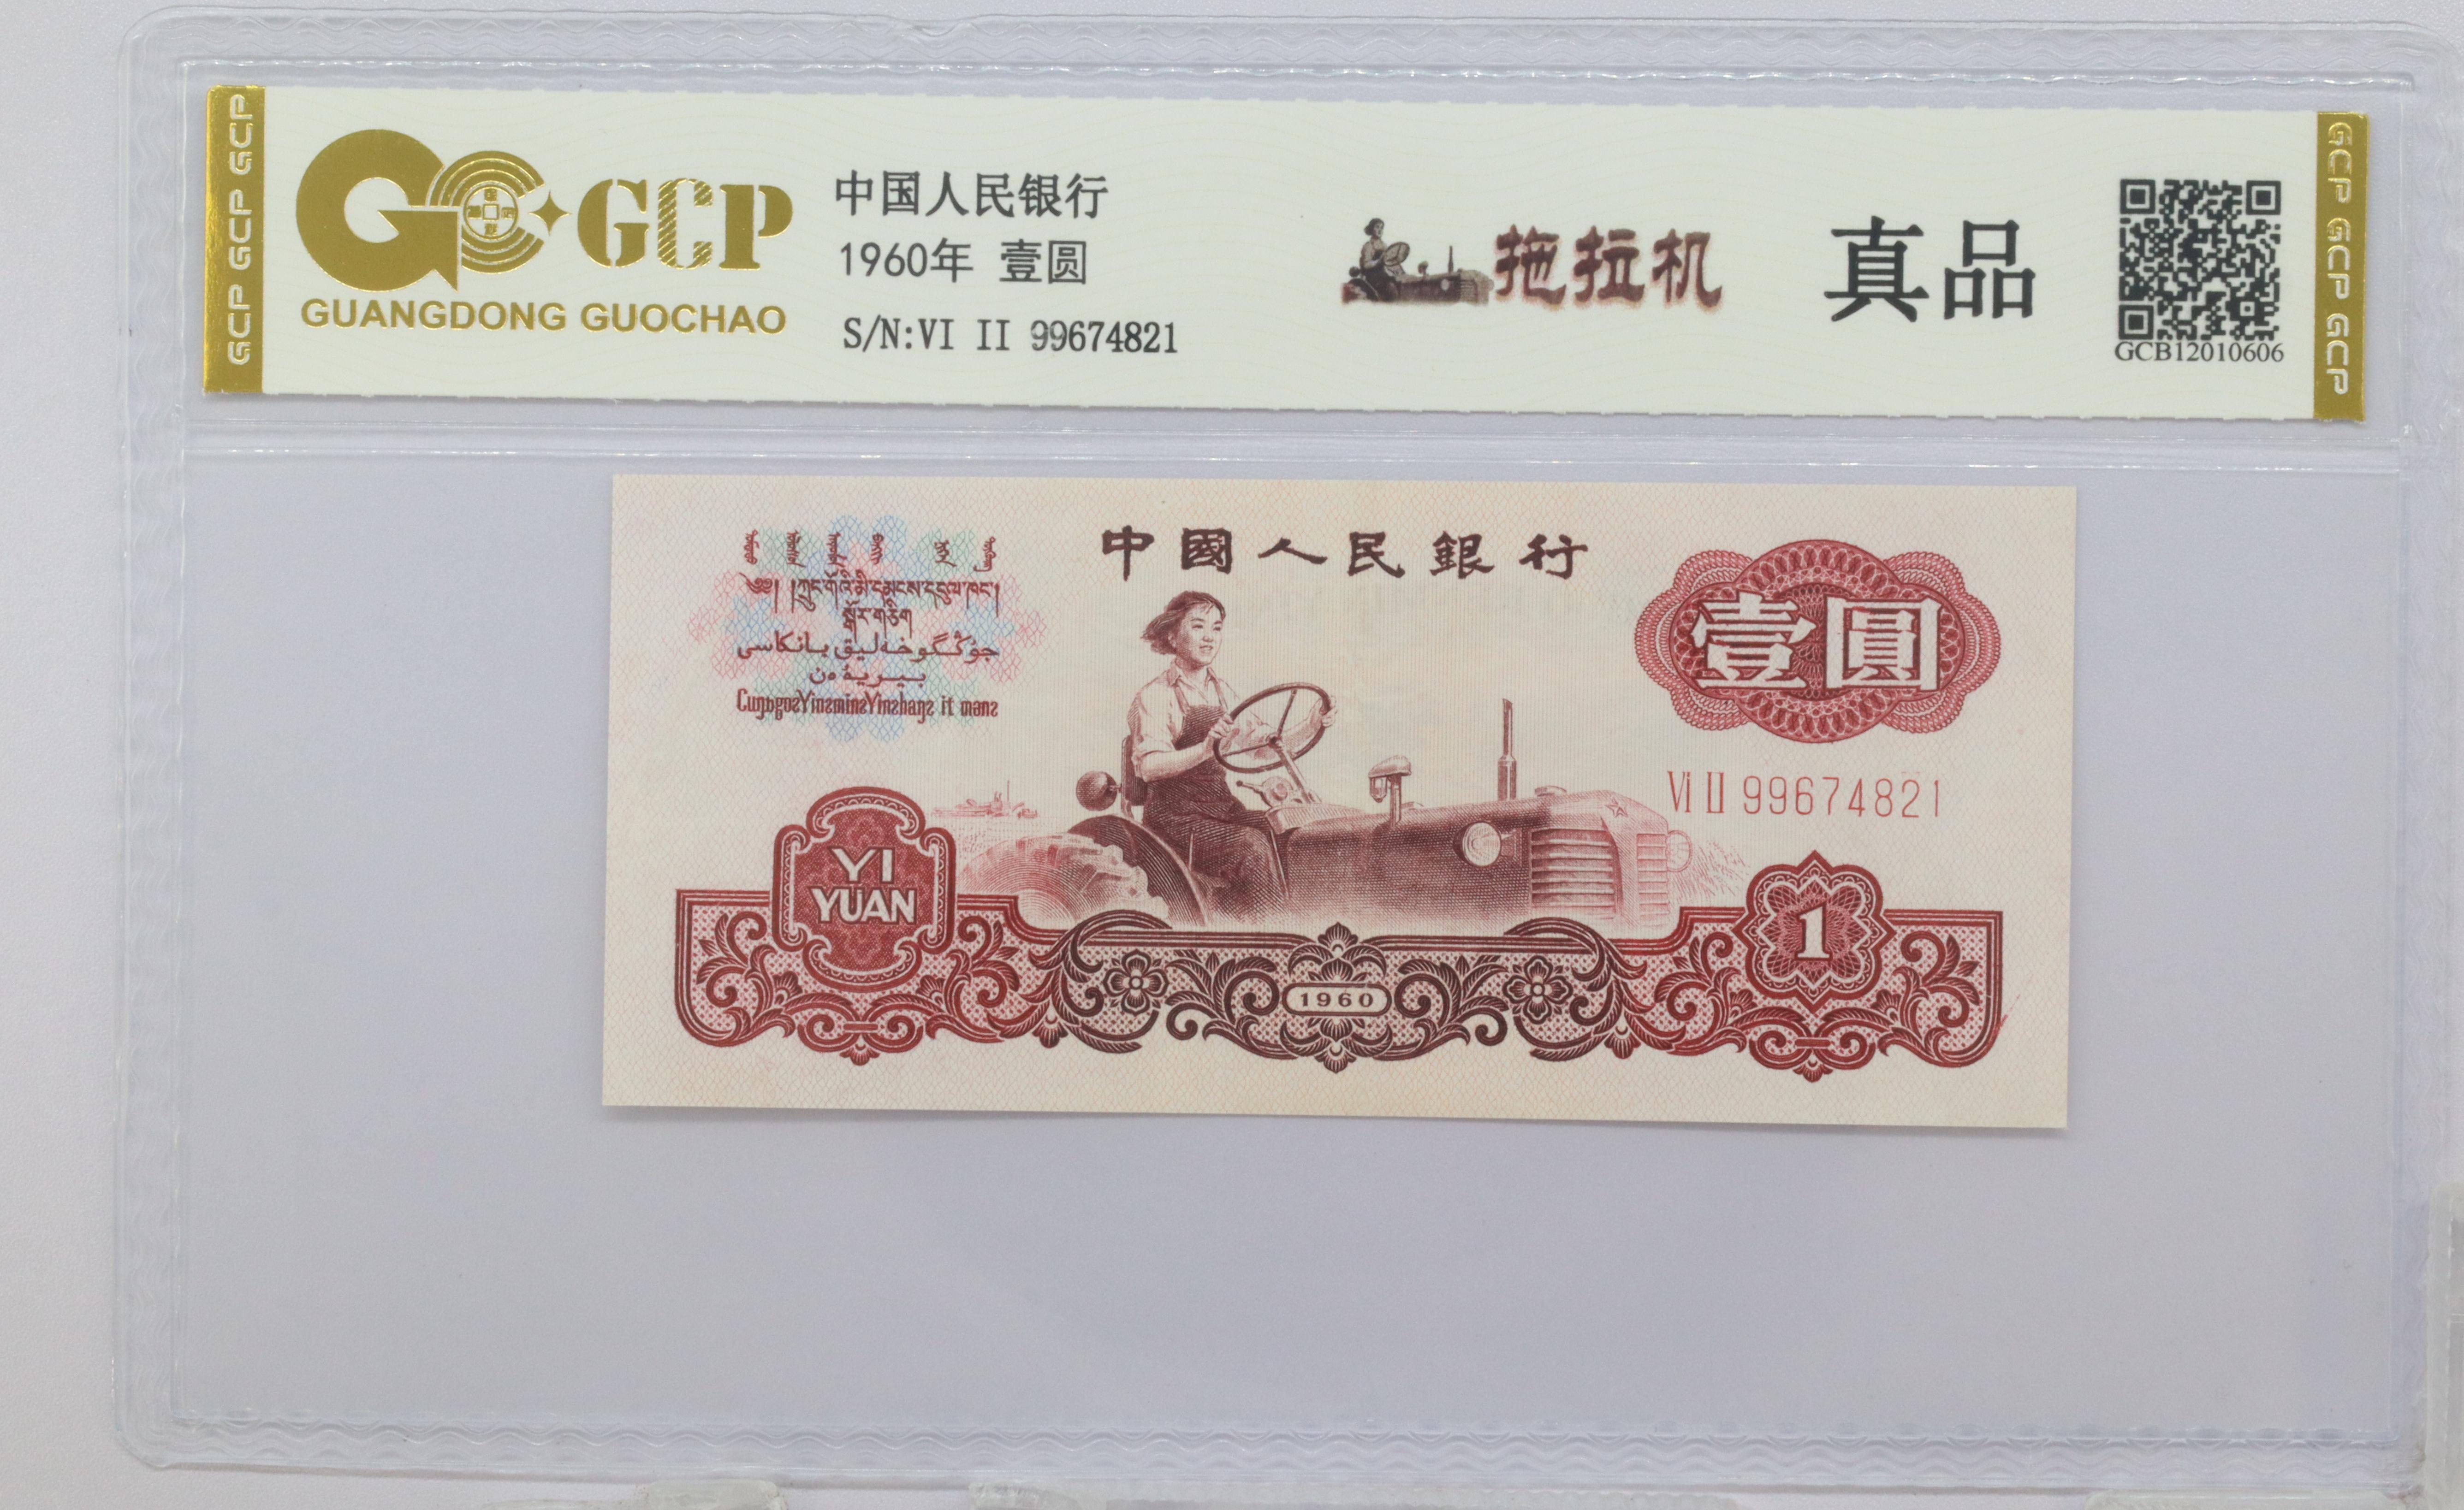 GCP GCP GCP
GCP
GUANGDONG GUOCHAO
中国人民银行
1960年 壹圆
S/N:VI II 99674821
拖拉机
真品
GCB12010606
GCP GCP GCP
中國人民銀行
壹圓
VI II 99674821
YI
YUAN
1960
1